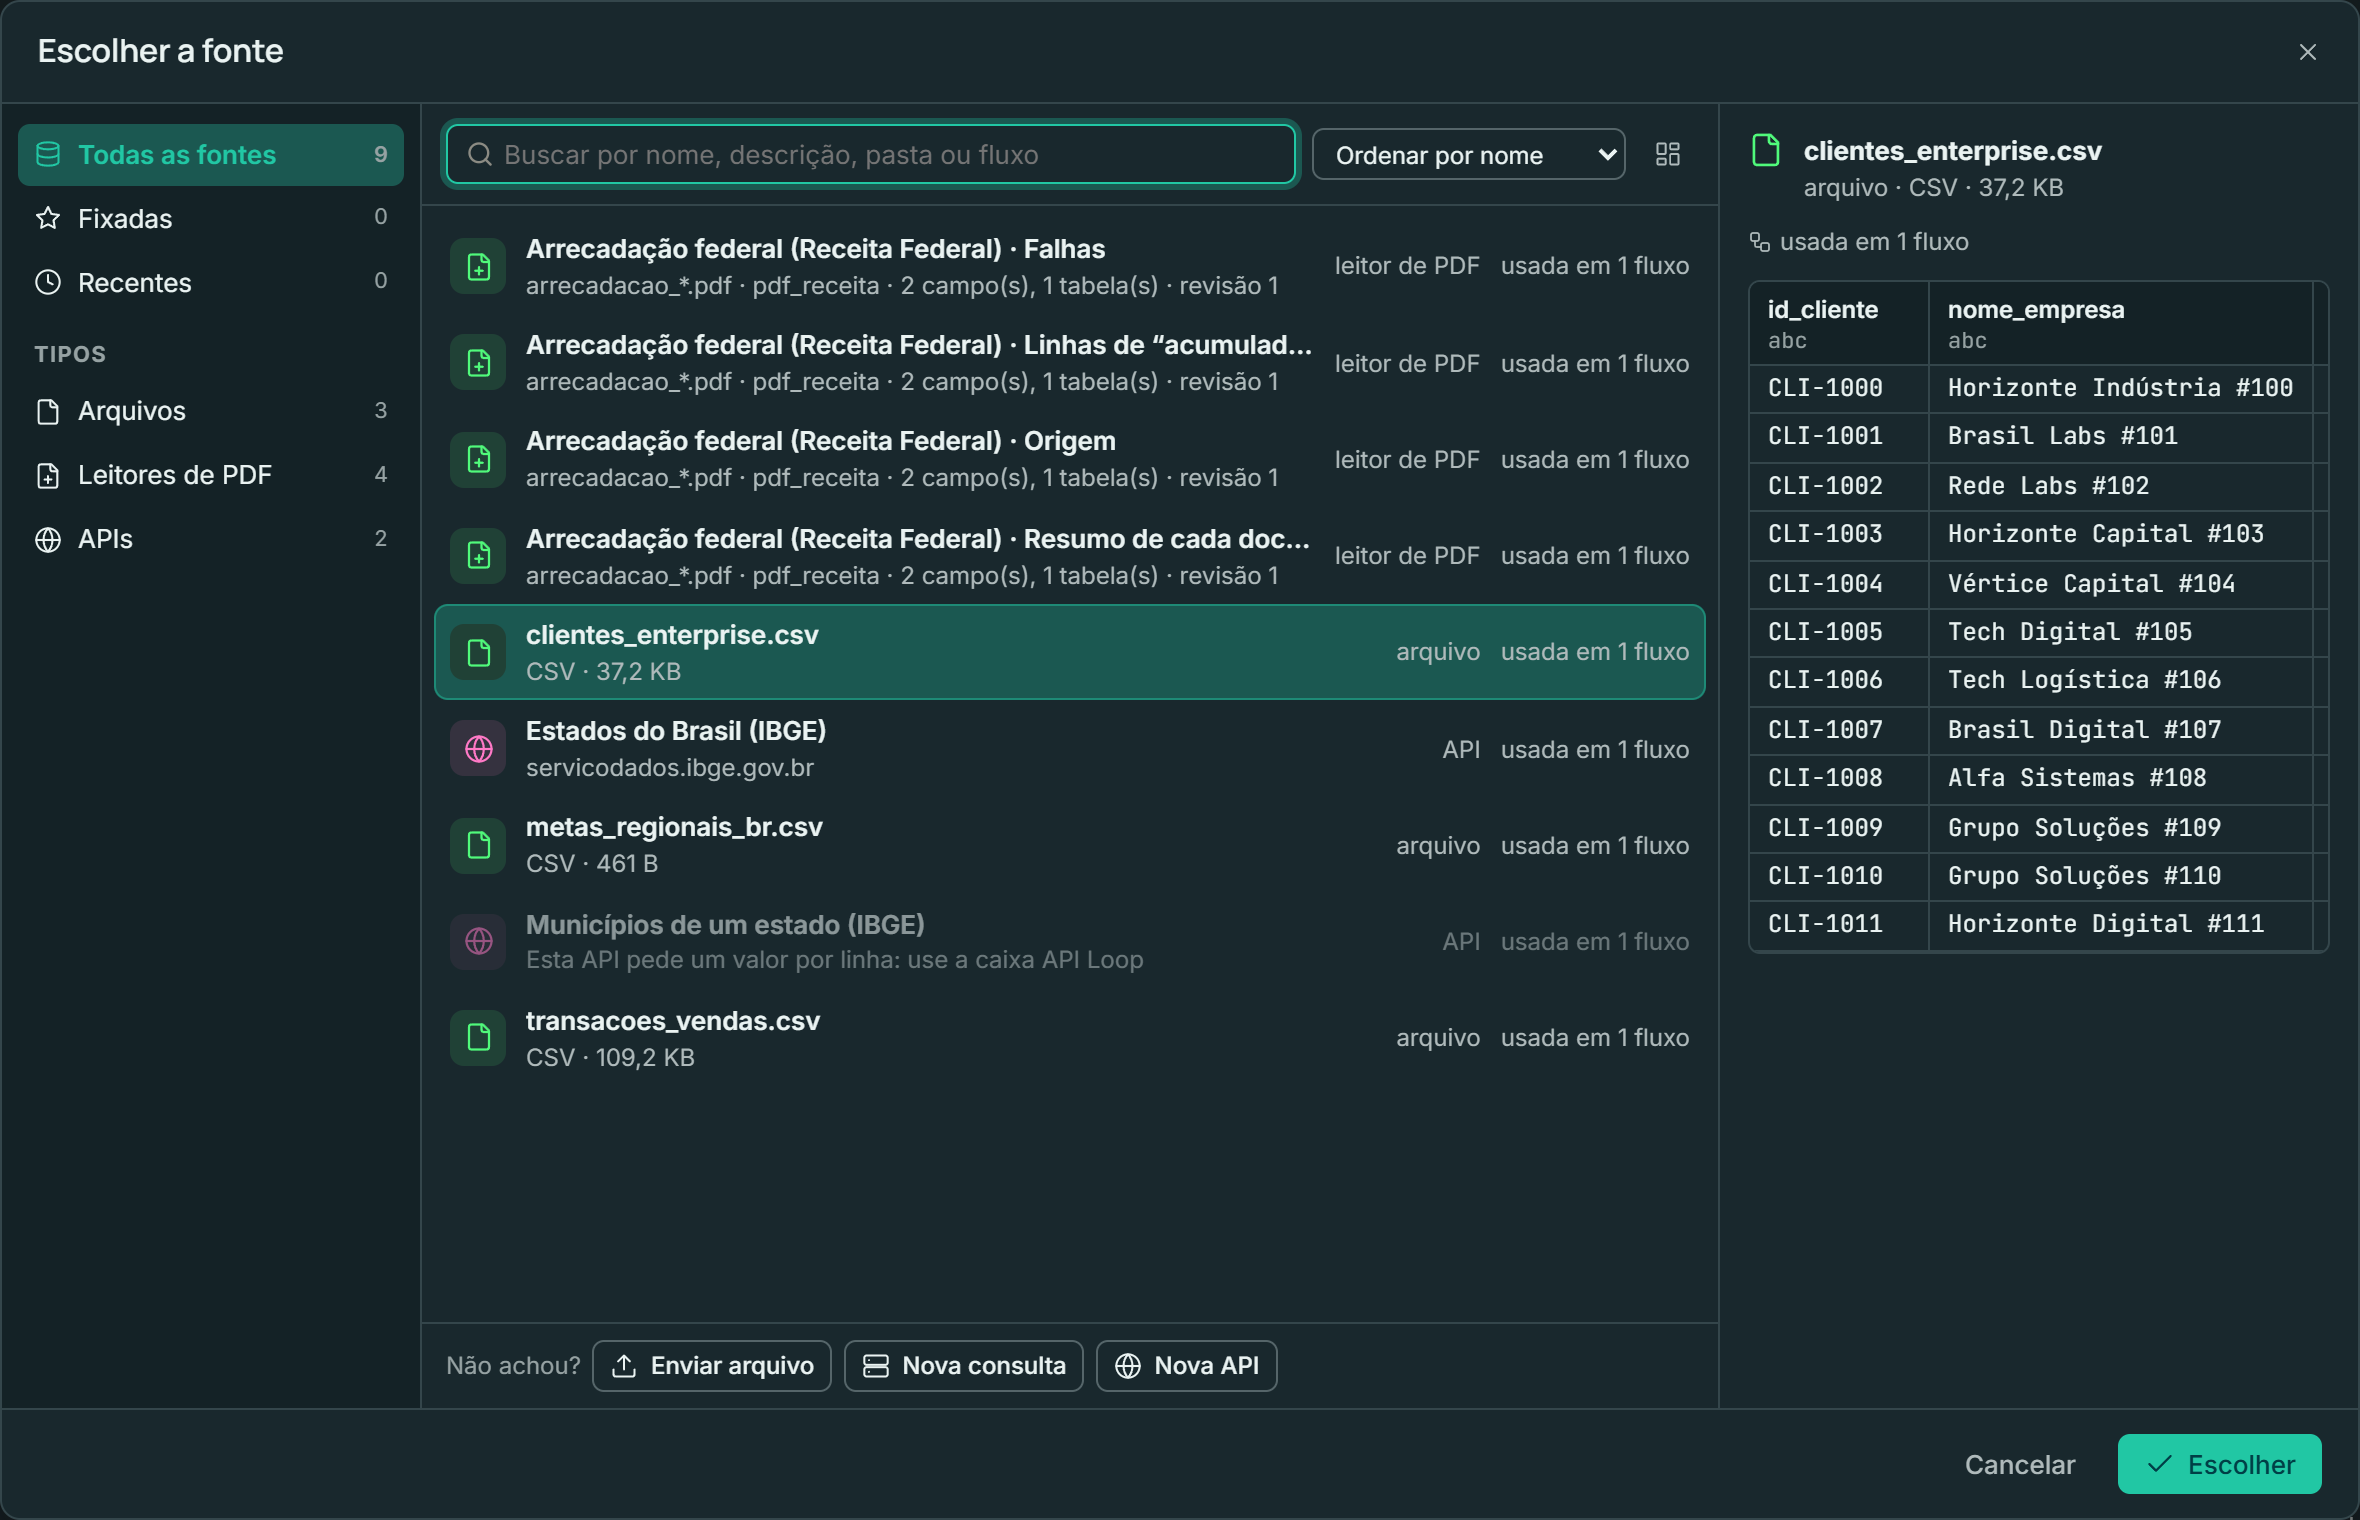 Escolher a fonte
Todas as fontes 9
Fixadas 0
Recentes 0
TIPOS
Arquivos 3
Leitores de PDF 4
APIs 2
Buscar por nome, descrição, pasta ou fluxo
Ordenar por nome
Arrecadação federal (Receita Federal) · Falhas
arrecadacao_*.pdf · pdf_receita · 2 campo(s), 1 tabela(s) · revisão 1
leitor de PDF usada em 1 fluxo
Arrecadação federal (Receita Federal) · Linhas de “acumulad...
arrecadacao_*.pdf · pdf_receita · 2 campo(s), 1 tabela(s) · revisão 1
leitor de PDF usada em 1 fluxo
Arrecadação federal (Receita Federal) · Origem
arrecadacao_*.pdf · pdf_receita · 2 campo(s), 1 tabela(s) · revisão 1
leitor de PDF usada em 1 fluxo
Arrecadação federal (Receita Federal) · Resumo de cada doc...
arrecadacao_*.pdf · pdf_receita · 2 campo(s), 1 tabela(s) · revisão 1
leitor de PDF usada em 1 fluxo
clientes_enterprise.csv
CSV · 37,2 KB
arquivo usada em 1 fluxo
Estados do Brasil (IBGE)
servicodados.ibge.gov.br
API usada em 1 fluxo
metas_regionais_br.csv
CSV · 461 B
arquivo usada em 1 fluxo
Municípios de um estado (IBGE)
Esta API pede um valor por linha: use a caixa API Loop
API usada em 1 fluxo
transacoes_vendas.csv
CSV · 109,2 KB
arquivo usada em 1 fluxo
Não achou? Enviar arquivo Nova consulta Nova API
clientes_enterprise.csv
arquivo · CSV · 37,2 KB
usada em 1 fluxo
id_cliente nome_empresa
abc abc
CLI-1000 Horizonte Indústria #100
CLI-1001 Brasil Labs #101
CLI-1002 Rede Labs #102
CLI-1003 Horizonte Capital #103
CLI-1004 Vértice Capital #104
CLI-1005 Tech Digital #105
CLI-1006 Tech Logística #106
CLI-1007 Brasil Digital #107
CLI-1008 Alfa Sistemas #108
CLI-1009 Grupo Soluções #109
CLI-1010 Grupo Soluções #110
CLI-1011 Horizonte Digital #111
Cancelar Escolher